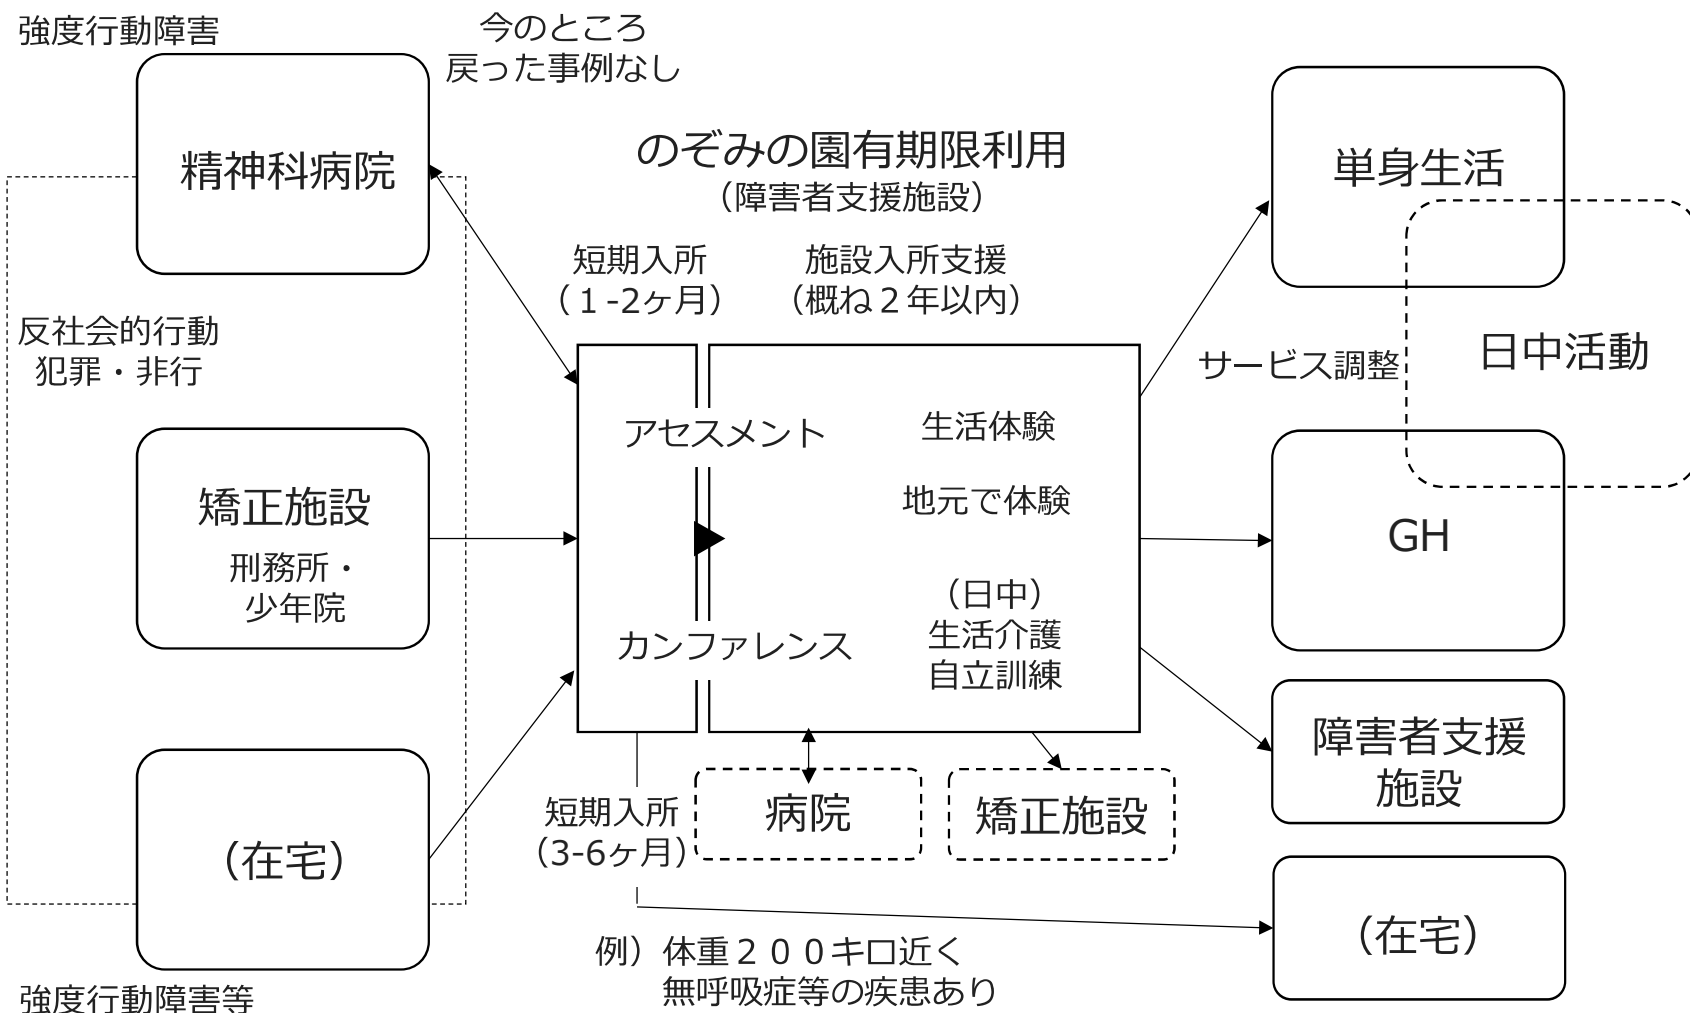 強度行動障害
今のところ
戻った事例なし
精神科病院
のぞみの園有期限利用
（障害者支援施設）
単身生活
短期入所
（１-2ヶ月）
施設入所支援
（概ね２年以内）
反社会的行動
犯罪・非行
サービス調整
日中活動
アセスメント
生活体験
矯正施設
刑務所・
少年院
地元で体験
GH
（日中）
生活介護
自立訓練
カンファレンス
障害者支援
施設
短期入所
（3-6ヶ月）
病院
矯正施設
（在宅）
（在宅）
例）体重２００キロ近く
無呼吸症等の疾患あり
強度行動障害等